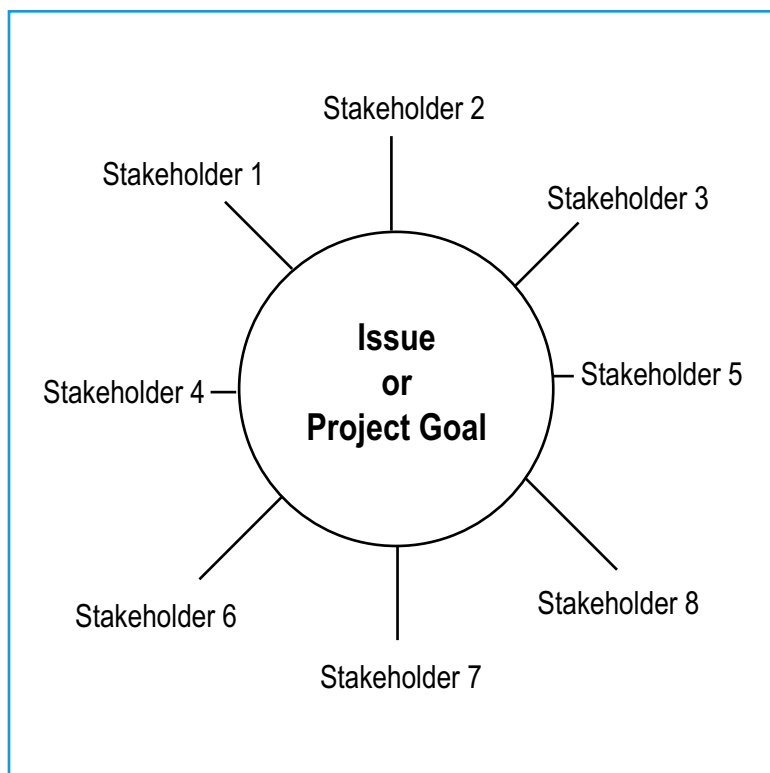 Stakeholder 2
Stakeholder 1
Stakeholder 3
Issue
or
Project Goal
Stakeholder 5
Stakeholder 4
Stakeholder 8
Stakeholder 6
Stakeholder 7